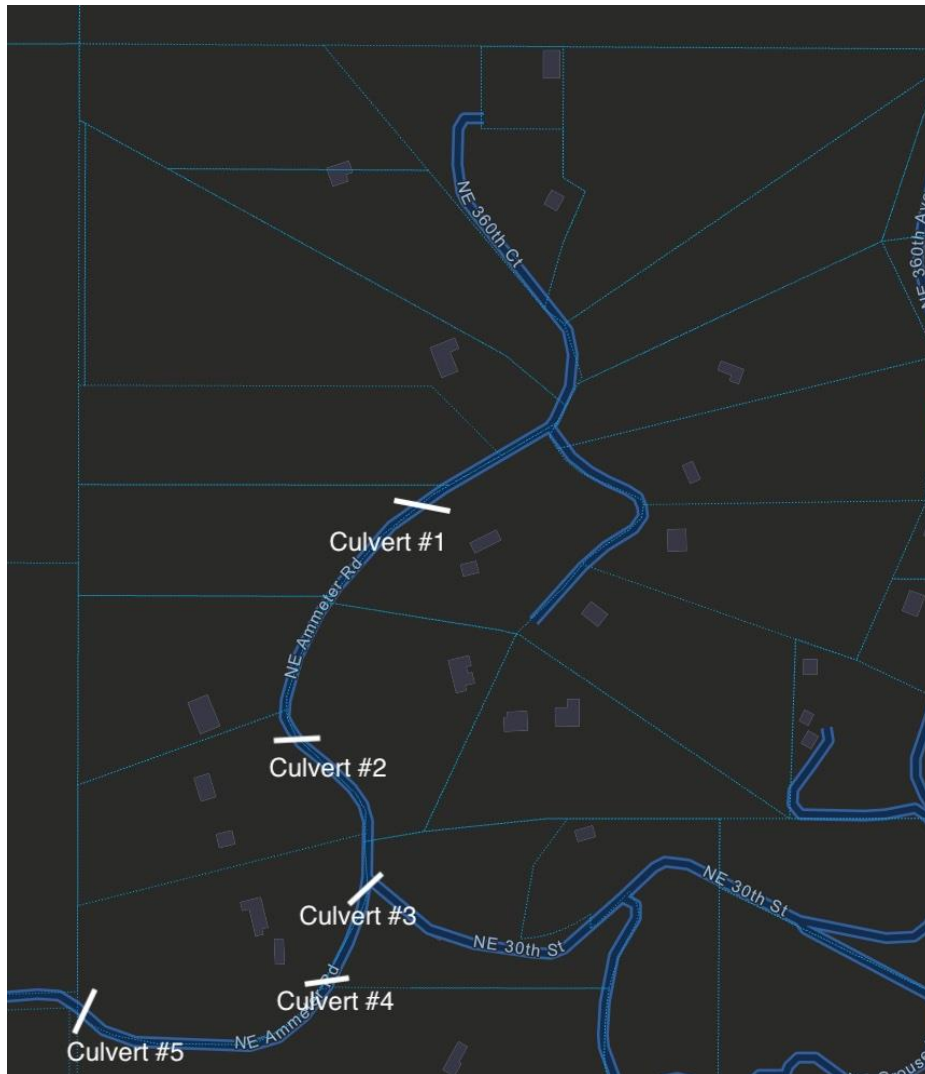 NE 360th Ct
NE 360th Ave
Culvert #1
NE Ammeter Rd
Culvert #2
NE 30th St
Culvert #3
NE 30th St
Culvert #4
NE Ammeter Rd
Culvert #5